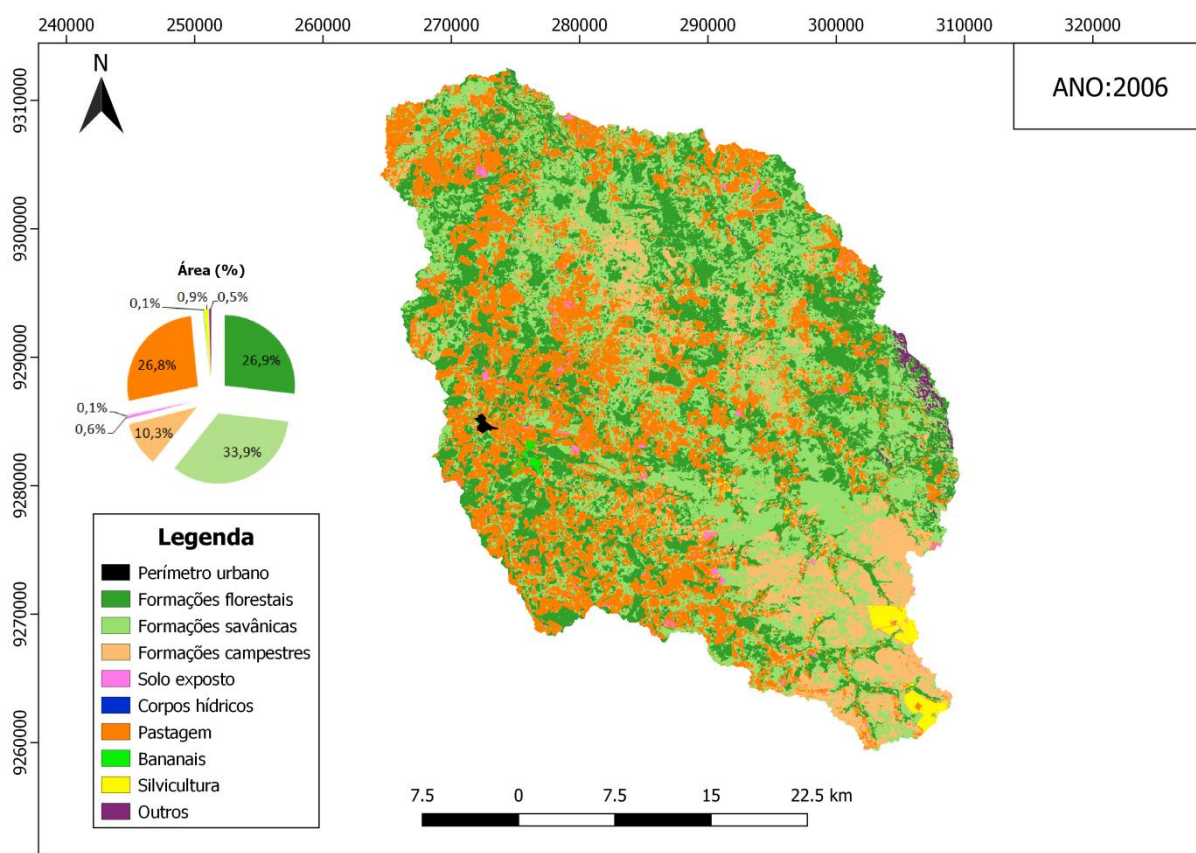 240000 250000 260000 270000 280000 290000 300000 310000 320000
N
ANO:2006
9310000
9300000
9290000
9280000
9270000
9260000
Área (%)
0,1% 0,9% 0,5%
26,8% 26,9%
0,1%
0,6% 10,3% 33,9%
Legenda
Perímetro urbano
Formações florestais
Formações savânicas
Formações campestres
Solo exposto
Corpos hídricos
Pastagem
Bananais
Silvicultura
Outros
7.5 0 7.5 15 22.5 km